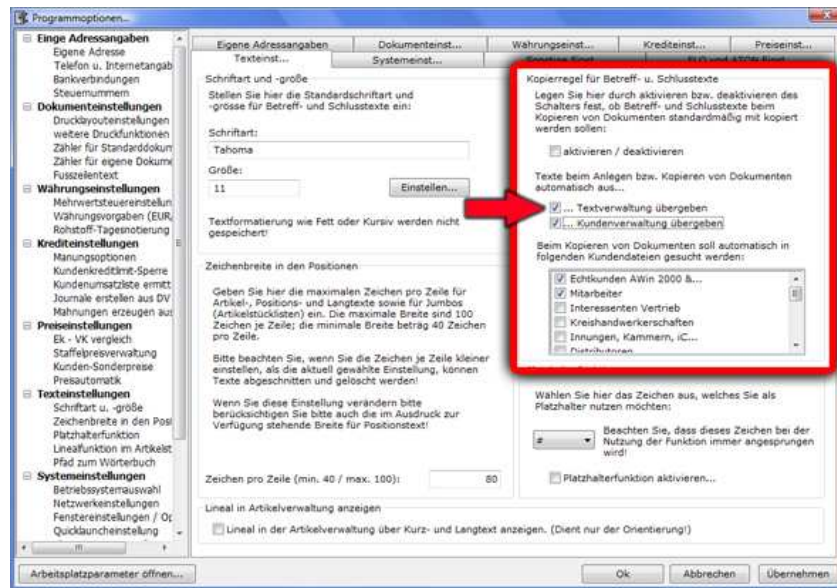 Programmoptionen...
Einge Adressangaben
Eigene Adresse
Telefon u. Internetangab
Bankverbindungen
Steuernummern
Dokumenteinstellungen
Drucklayouteinstellungen
weitere Druckfunktionen
Zähler für Standarddokum
Zähler für eigene Dokume
Fusszeilentext
Währungseinstellungen
Mehrwertsteuereinstellun
Währungsvorgaben (EUR,
Rohstoff-Tagesnotierung
Krediteinstellungen
Manungsoptionen
Kundenkreditlmit-Sperre
Kundenumsatzliste ermitt
Journale erstellen aus DV
Mahnungen erzeugen aus
Preiseinstellungen
Ek - VK vergleich
Staffelpreisverwaltung
Kunden-Sonderpreise
Preisautomatik
Texteinstellungen
Schriftart u. -größe
Zeichenbreite in den Posi
Platzhalterfunktion
Linealfunktion im Artikelst
Pfad zum Wörterbuch
Systemeinstellungen
Betriebssystemauswahl
Netzwerkeinstellungen
Fenstereinstellungen / Op
Quicklauncheinstellung
Eigene Adressangaben
Dokumenteinst...
Währungseinst...
Krediteinst...
Preiseinst...
Texteinst...
Systemeinst...
Schriftart und -größe
Stellen Sie hier die Standardschriftart und
-grösse für Betreff- und Schlusstexte ein:
Schriftart:
Tahoma
Größe:
11
Einstellen...
Textformatierung wie Fett oder Kursiv werden nicht
gespeichert!
Zeichenbreite in den Positionen
Geben Sie hier die maximalen Zeichen pro Zeile für
Artikel-, Positions- und Langtexte sowie für Jumbos
(Artikelstücklisten) ein. Die maximale Breite sind 100
Zeichen je Zeile; die minimale Breite beträg 40 Zeichen
pro Zeile.
Bitte beachten Sie, wenn Sie die Zeichen je Zeile kleiner
einstellen, als die aktuell gewählte Einstellung, können
Texte abgeschnitten und gelöscht werden!
Wenn Sie diese Einstellung verändern bitte
berücksichtigen Sie bitte auch die im Ausdruck zur
Verfügung stehende Breite für Positionstext!
Zeichen pro Zeile (min. 40 / max. 100):
80
Kopierregel für Betreff- u. Schlusstexte
Legen Sie hier durch aktivieren bzw. deaktivieren des
Schalters fest, ob Betreff- und Schlusstexte beim
Kopieren von Dokumenten standardmäßig mit kopiert
werden sollen:
aktivieren / deaktivieren
Texte beim Anlegen bzw. Kopieren von Dokumenten
automatisch aus...
... Textverwaltung übergeben
... Kundenverwaltung übergeben
Beim Kopieren von Dokumenten soll automatisch in
folgenden Kundendateien gesucht werden:
Echtkunden AWin 2000 &...
Mitarbeiter
Interessenten Vertrieb
Kreishandwerkerschaften
Innungen, Kammern, iC...
Distributoren
Wählen Sie hier das Zeichen aus, welches Sie als
Platzhalter nutzen möchten:
#
Beachten Sie, dass dieses Zeichen bei der
Nutzung der Funktion immer angesprungen
wird!
Platzhalterfunktion aktivieren...
Lineal in Artikelverwaltung anzeigen
Lineal in der Artikelverwaltung über Kurz- und Langtext anzeigen. (Dient nur der Orientierung!)
Arbeitsplatzparameter öffnen...
Ok
Abbrechen
Übernehmen